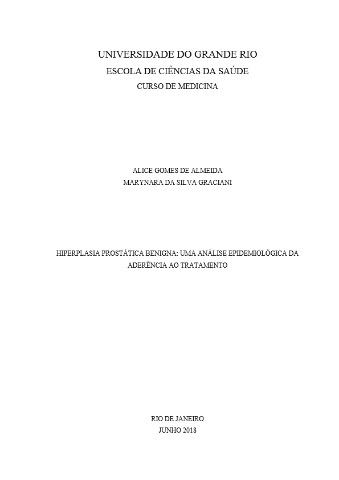 UNIVERSIDADE DO GRANDE RIO
ESCOLA DE CIÊNCIAS DA SAÚDE
CURSO DE MEDICINA
ALICE GOMES DE ALMEIDA
MARYNARA DA SILVA GRACIANI
HIPERPLASIA PROSTÁTICA BENIGNA: UMA ANÁLISE EPIDEMIOLÓGICA DA
ADERÊNCIA AO TRATAMENTO
RIO DE JANEIRO
JUNHO 2018